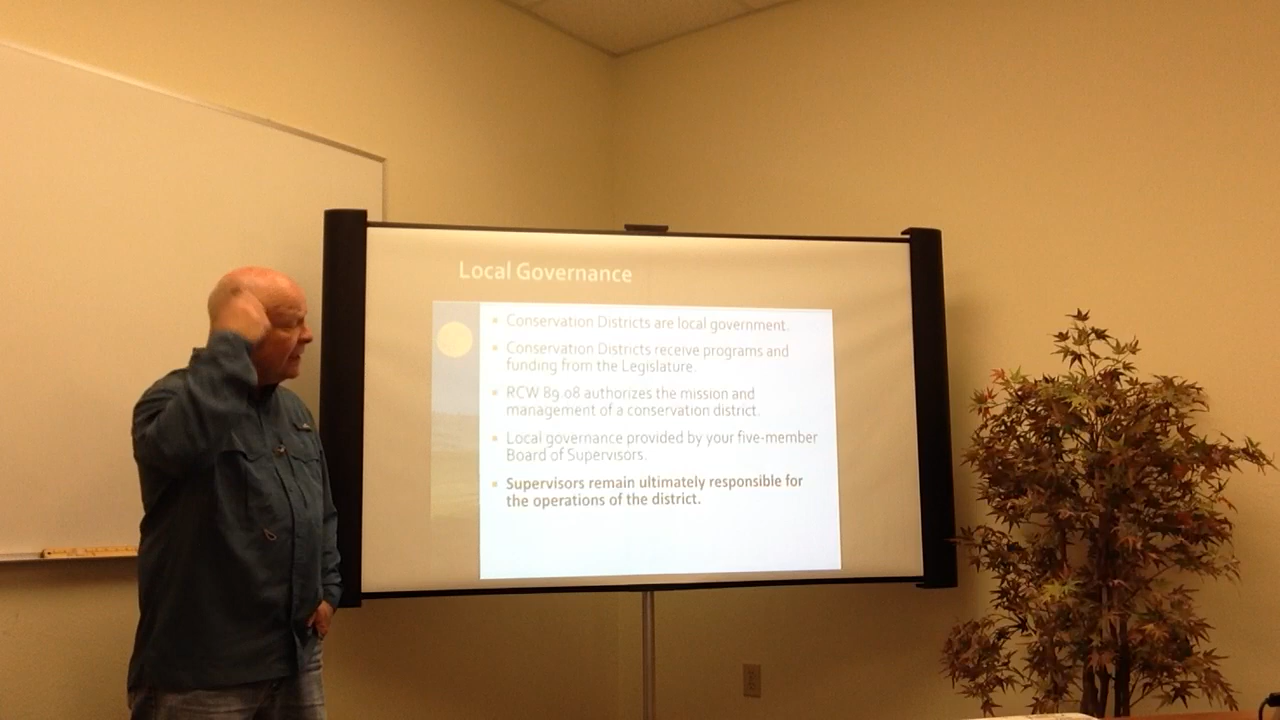 Local Governance
Conservation Districts are local government.
Conservation Districts receive programs and
funding from the Legislature.
RCW 89.08 authorizes the mission and
management of a conservation district.
Local governance provided by your five-member
Board of Supervisors.
Supervisors remain ultimately responsible for
the operations of the district.